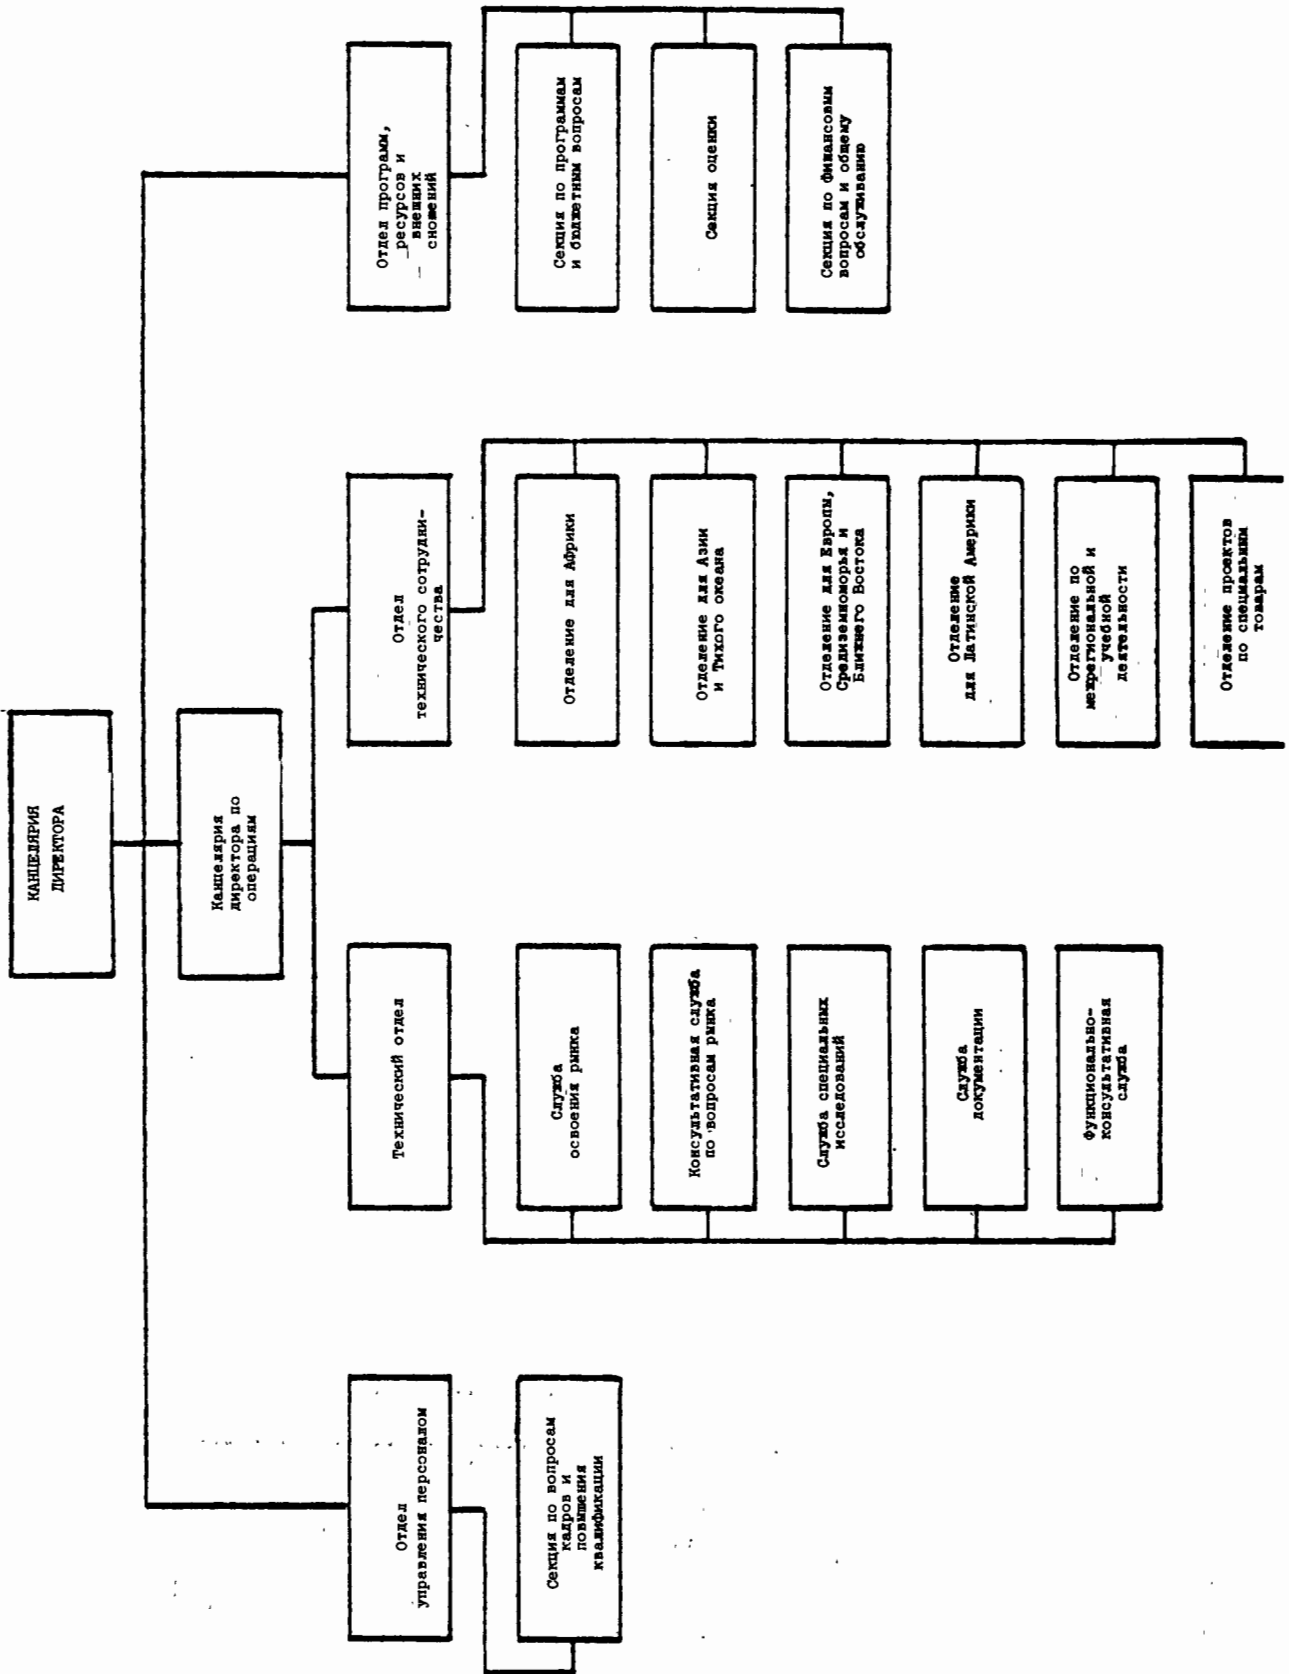 КАНЦЕЛЯРИЯ
ДИРЕКТОРА
Канцелярия
директора по
операциям
Отдел
управления персоналом
Технический отдел
Отдел
технического сотрудни-
чества
Отдел программ,
ресурсов и
внешних
сношений
Секция по вопросам
кадров и
повышения
квалификации
Служба
освоения рынка
Консультативная служба
по вопросам рынка
Служба специальных
исследований
Служба
документации
Функционально-
консультативная
служба
Отделение для Африки
Отделение для Азии
и Тихого океана
Отделение для Европы,
Средиземноморья и
Ближнего Востока
Отделение
для Латинской Америки
Отделение по
межрегиональной и
учебной
деятельности
Отделение проектов
по специальным
товарам
Секция по программам
и бюджетным вопросам
Секция оценки
Секция по финансовым
вопросам и общему
обслуживанию